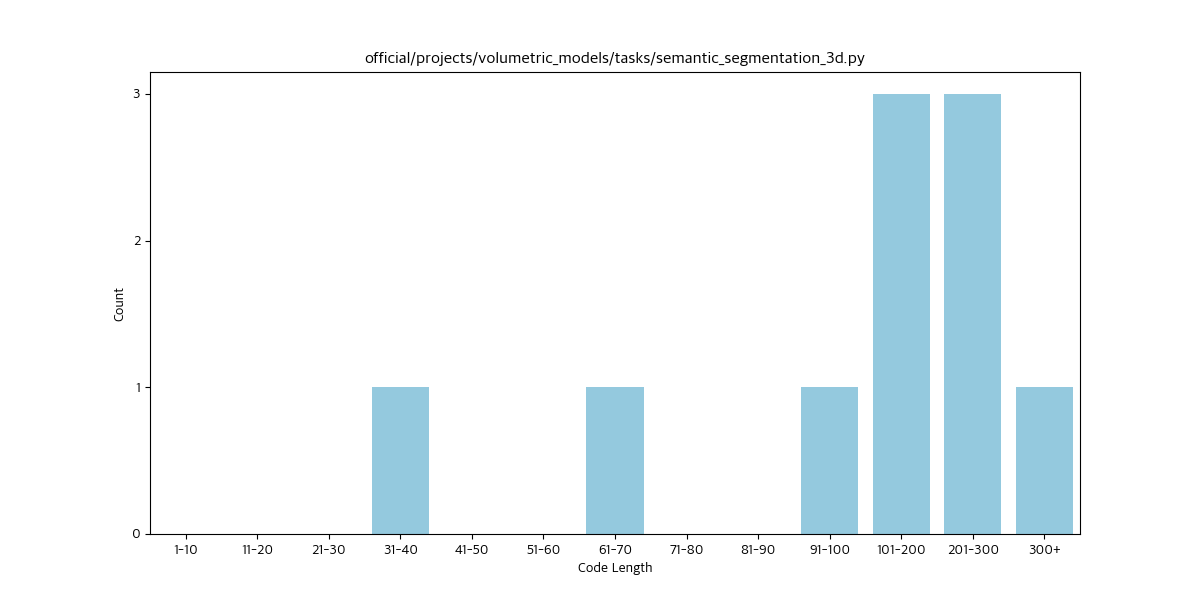 official/projects/volumetric_models/tasks/semantic_segmentation_3d.py
3
2
1
0
Count
1-10 11-20 21-30 31-40 41-50 51-60 61-70 71-80 81-90 91-100 101-200 201-300 300+
Code Length